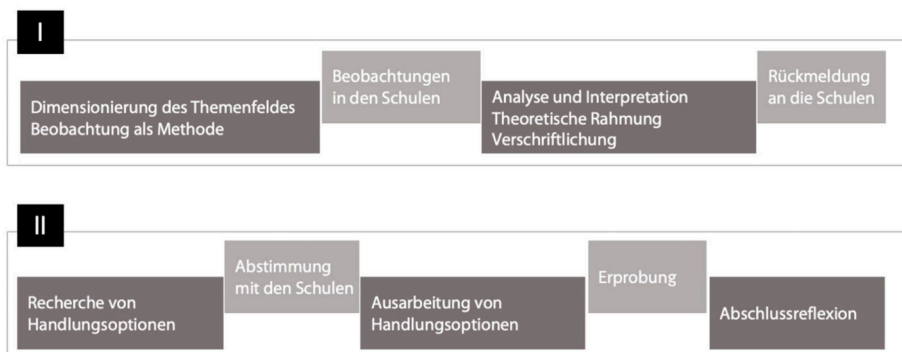 I
Dimensionierung des Themenfeldes
Beobachtung als Methode
Beobachtungen
in den Schulen
Analyse und Interpretation
Theoretische Rahmung
Verschriftlichung
Rückmeldung
an die Schulen
II
Recherche von
Handlungsoptionen
Abstimmung
mit den Schulen
Ausarbeitung von
Handlungsoptionen
Erprobung
Abschlussreflexion